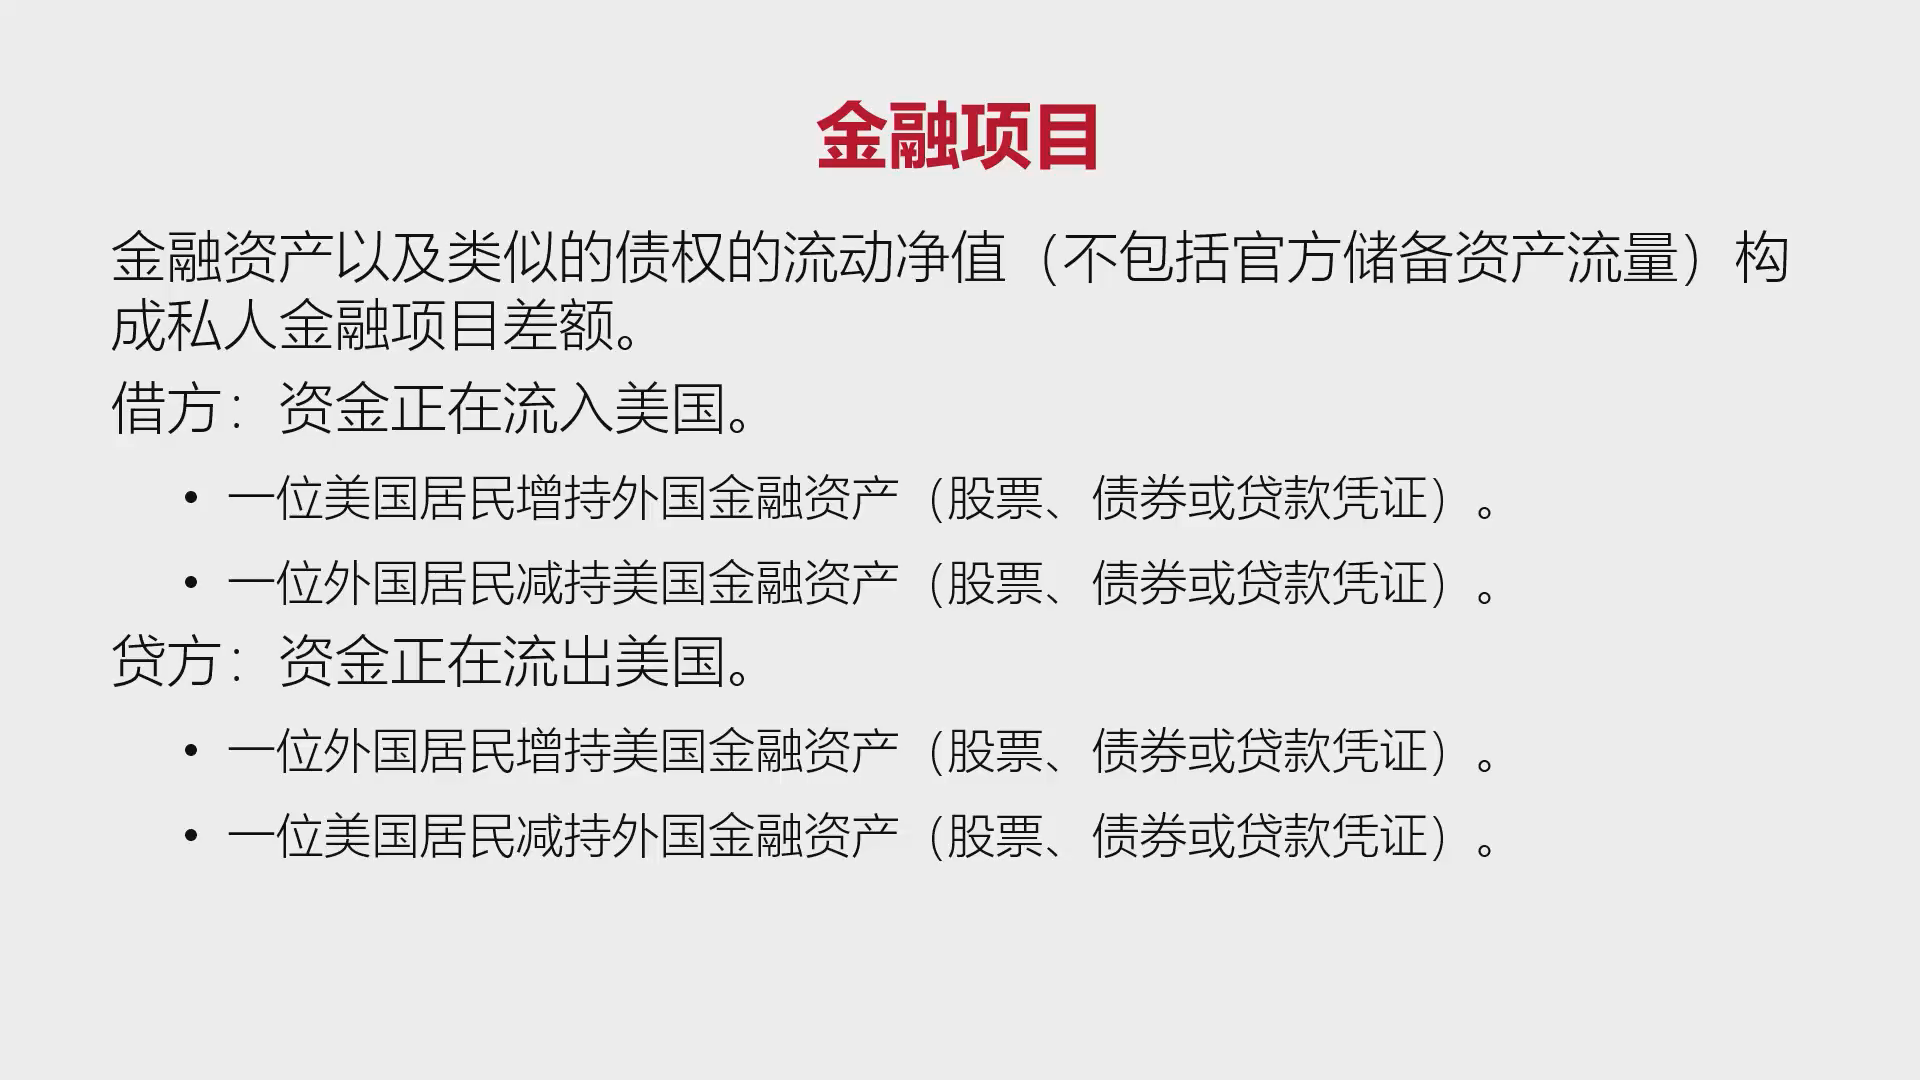 金融项目
金融资产以及类似的债权的流动净值（不包括官方储备资产流量）构
成私人金融项目差额。
借方：资金正在流入美国。
• 一位美国居民增持外国金融资产（股票、债券或贷款凭证）。
• 一位外国居民减持美国金融资产（股票、债券或贷款凭证）。
贷方：资金正在流出美国。
• 一位外国居民增持美国金融资产（股票、债券或贷款凭证）。
• 一位美国居民减持外国金融资产（股票、债券或贷款凭证）。